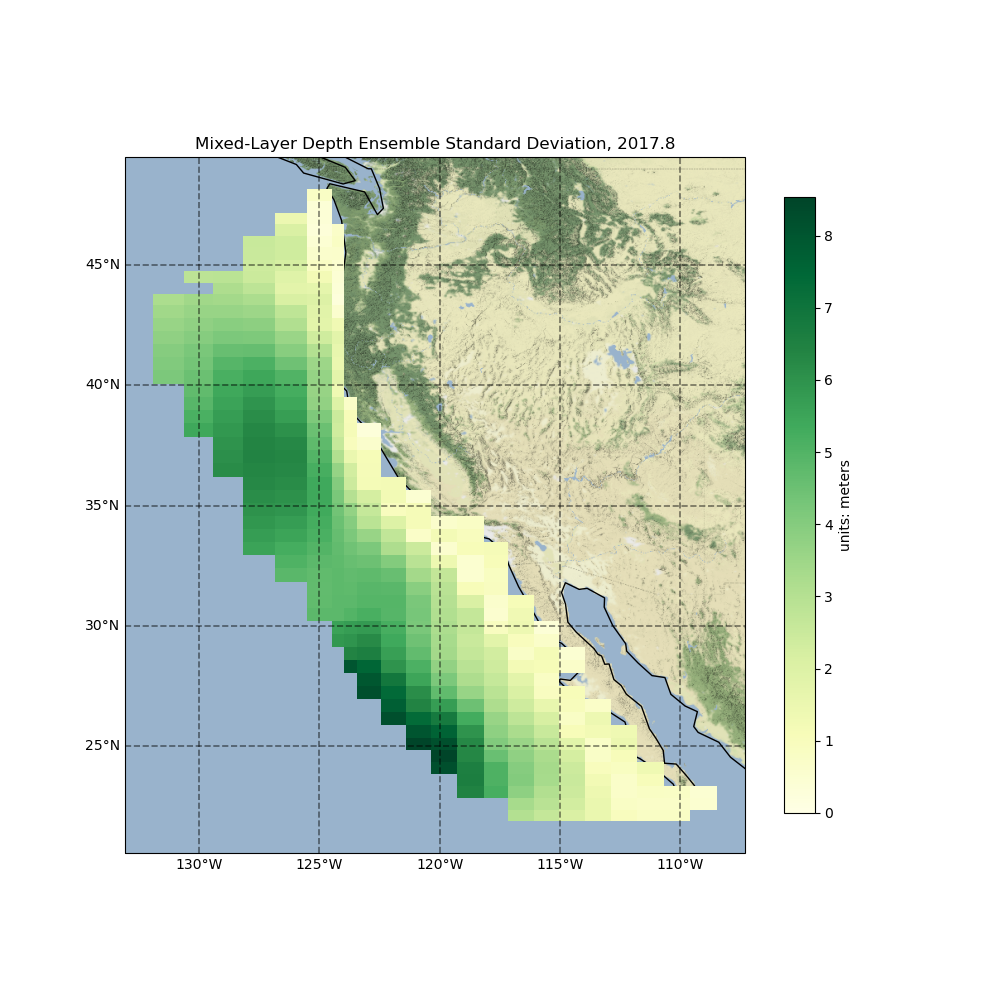 Mixed-Layer Depth Ensemble Standard Deviation, 2017.8
45°N
40°N
35°N
30°N
25°N
130°W
125°W
120°W
115°W
110°W
8
7
6
5
4
3
2
1
0
units: meters